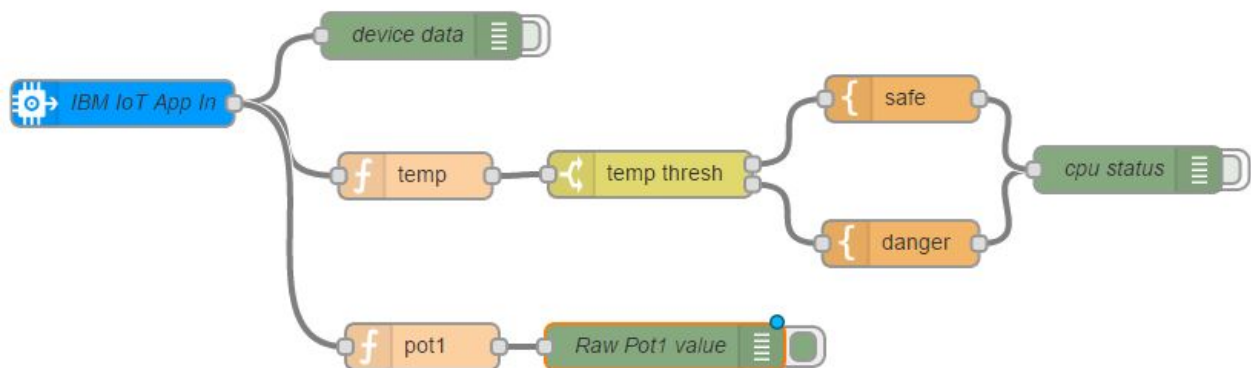 device data
IBM IoT App In
safe
temp
temp thresh
cpu status
danger
pot1
Raw Pot1 value